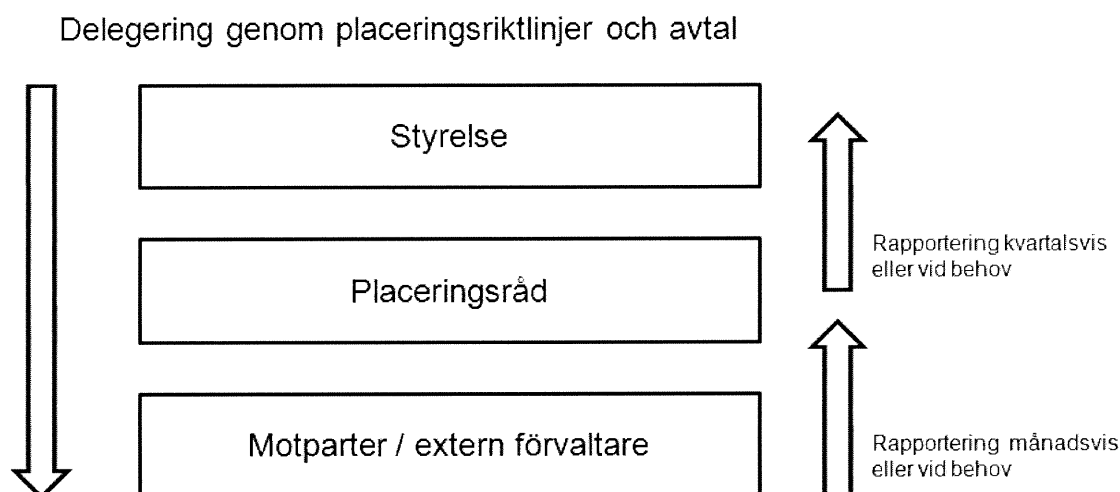 Delegering genom placeringsriktlinjer och avtal
Styrelse
Rapportering kvartalsvis
eller vid behov
Placeringsråd
Motparter / extern förvaltare
Rapportering månadsvis
eller vid behov